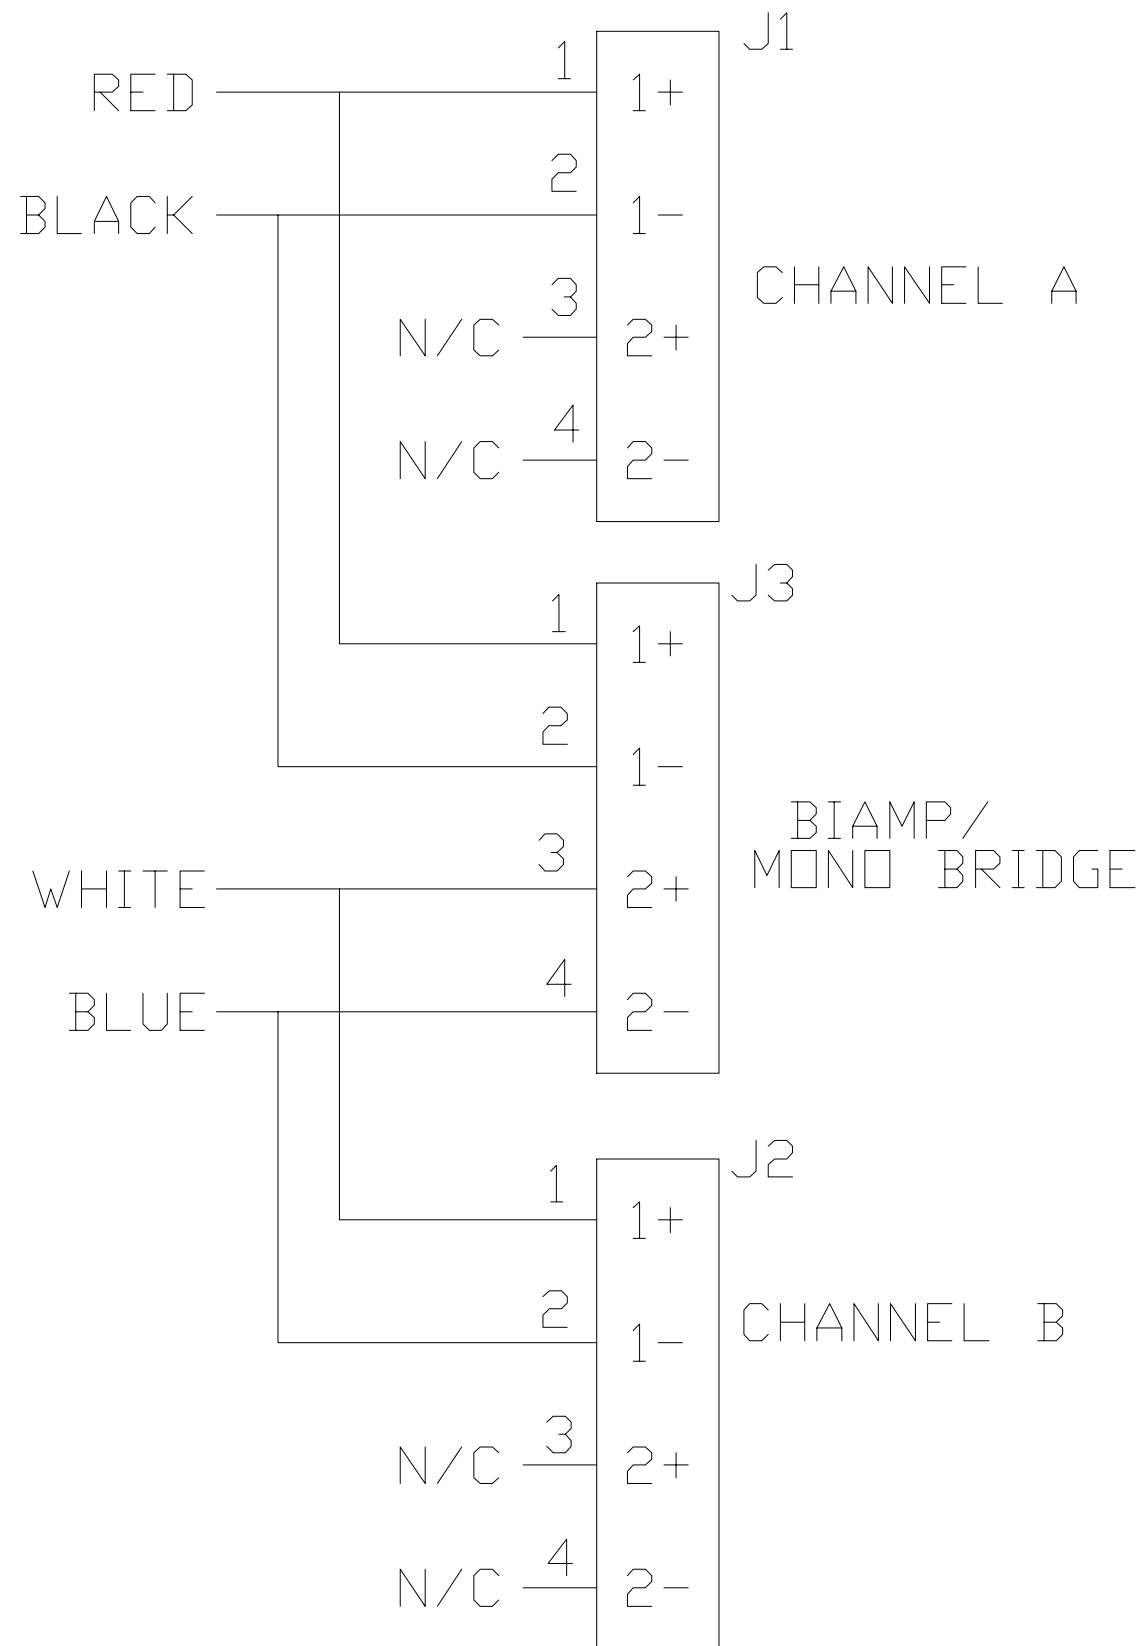 J1
1
RED
1+
2
BLACK
1-
CHANNEL A
3
N/C
2+
4
N/C
2-
J3
1
1+
2
1-
BIAMP/
MONO BRIDGE
3
WHITE
2+
4
BLUE
2-
J2
1
1+
2
CHANNEL B
1-
3
N/C
2+
4
N/C
2-